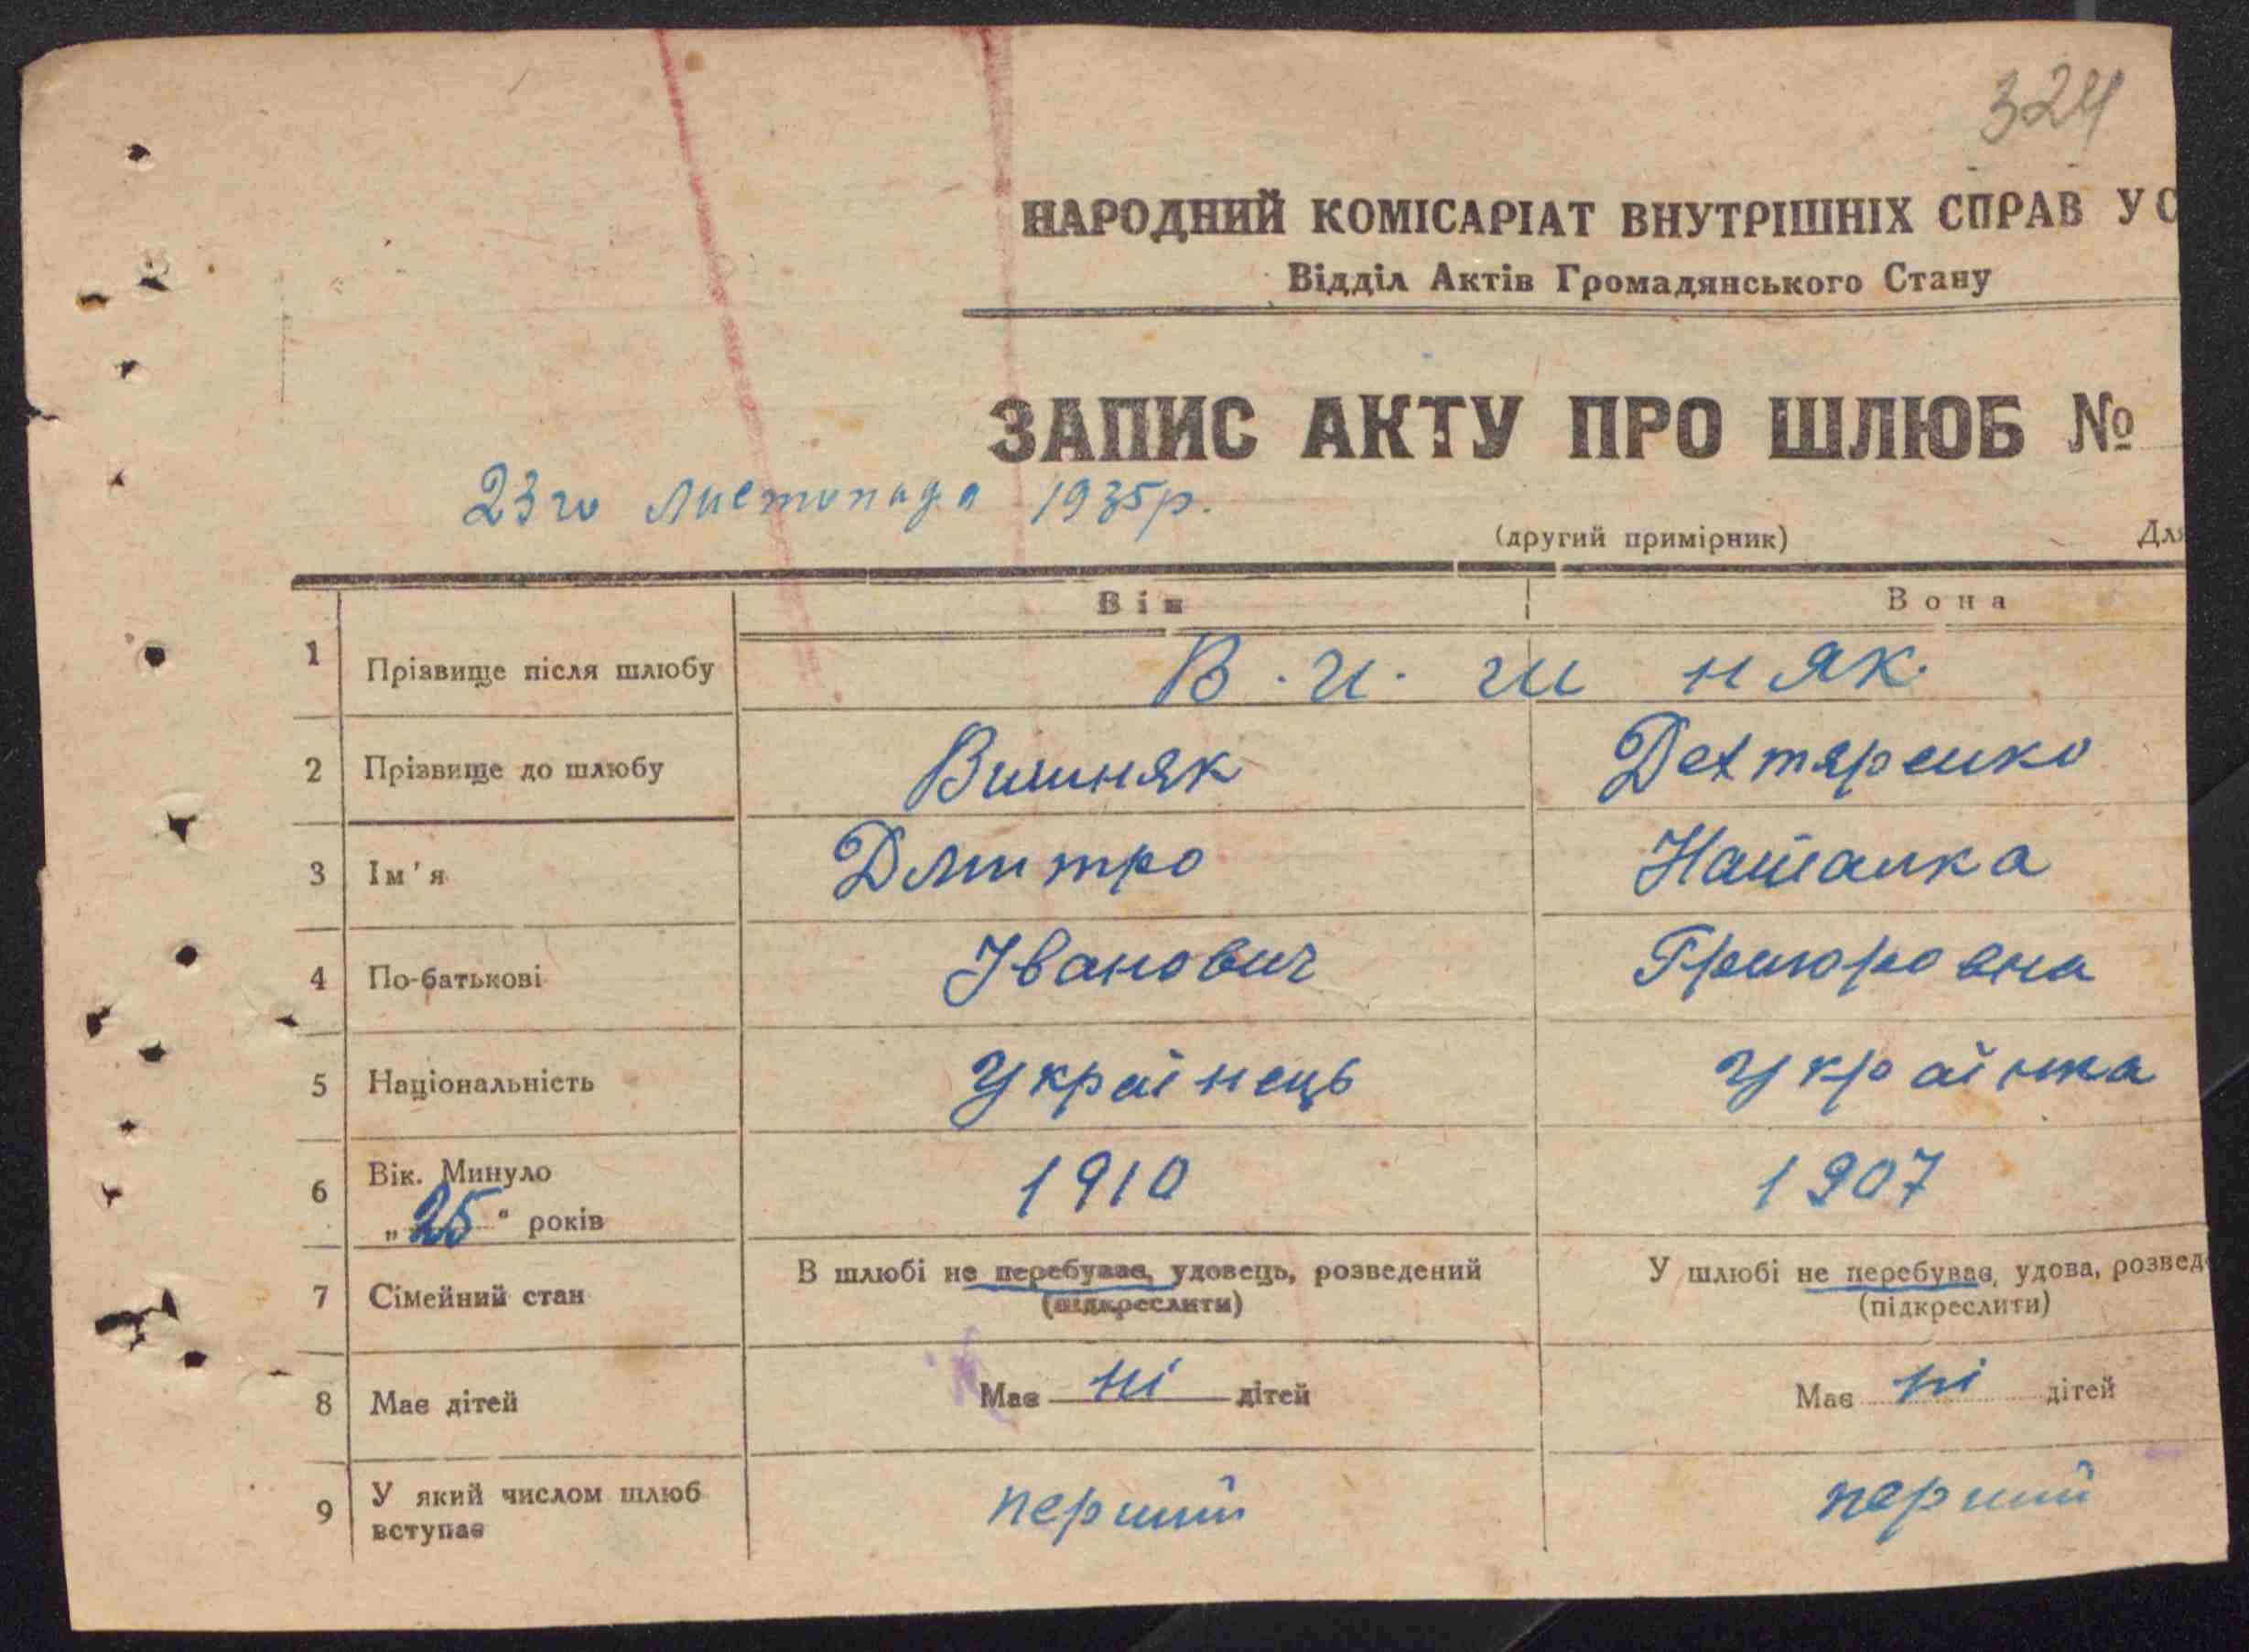 324
НАРОДНИЙ КОМІСАРІАТ ВНУТРІШНІХ СПРАВ УС
Відділ Актів Громадянського Стану
ЗАПИС АКТУ ПРО ШЛЮБ №
23го листопада 1935р.
(другий примірник) Для
Він Вона
1 Прізвище після шлюбу В. и. ш няк.
2 Прізвище до шлюбу Вишняк Дехтяренко
3 Ім'я Дмитро Наталка
4 По-батькові Іванович Григоровна
5 Національність Українець Українка
6 Вік. Минуло 1910 1907
„25" років
7 Сімейний стан В шлюбі не перебуває, удовець, розведений У шлюбі не перебуває, удова, розвед
(підкреслити) (підкреслити)
8 Має дітей Має ні дітей Має ні дітей
9 У який числом шлюб вступає перший перший